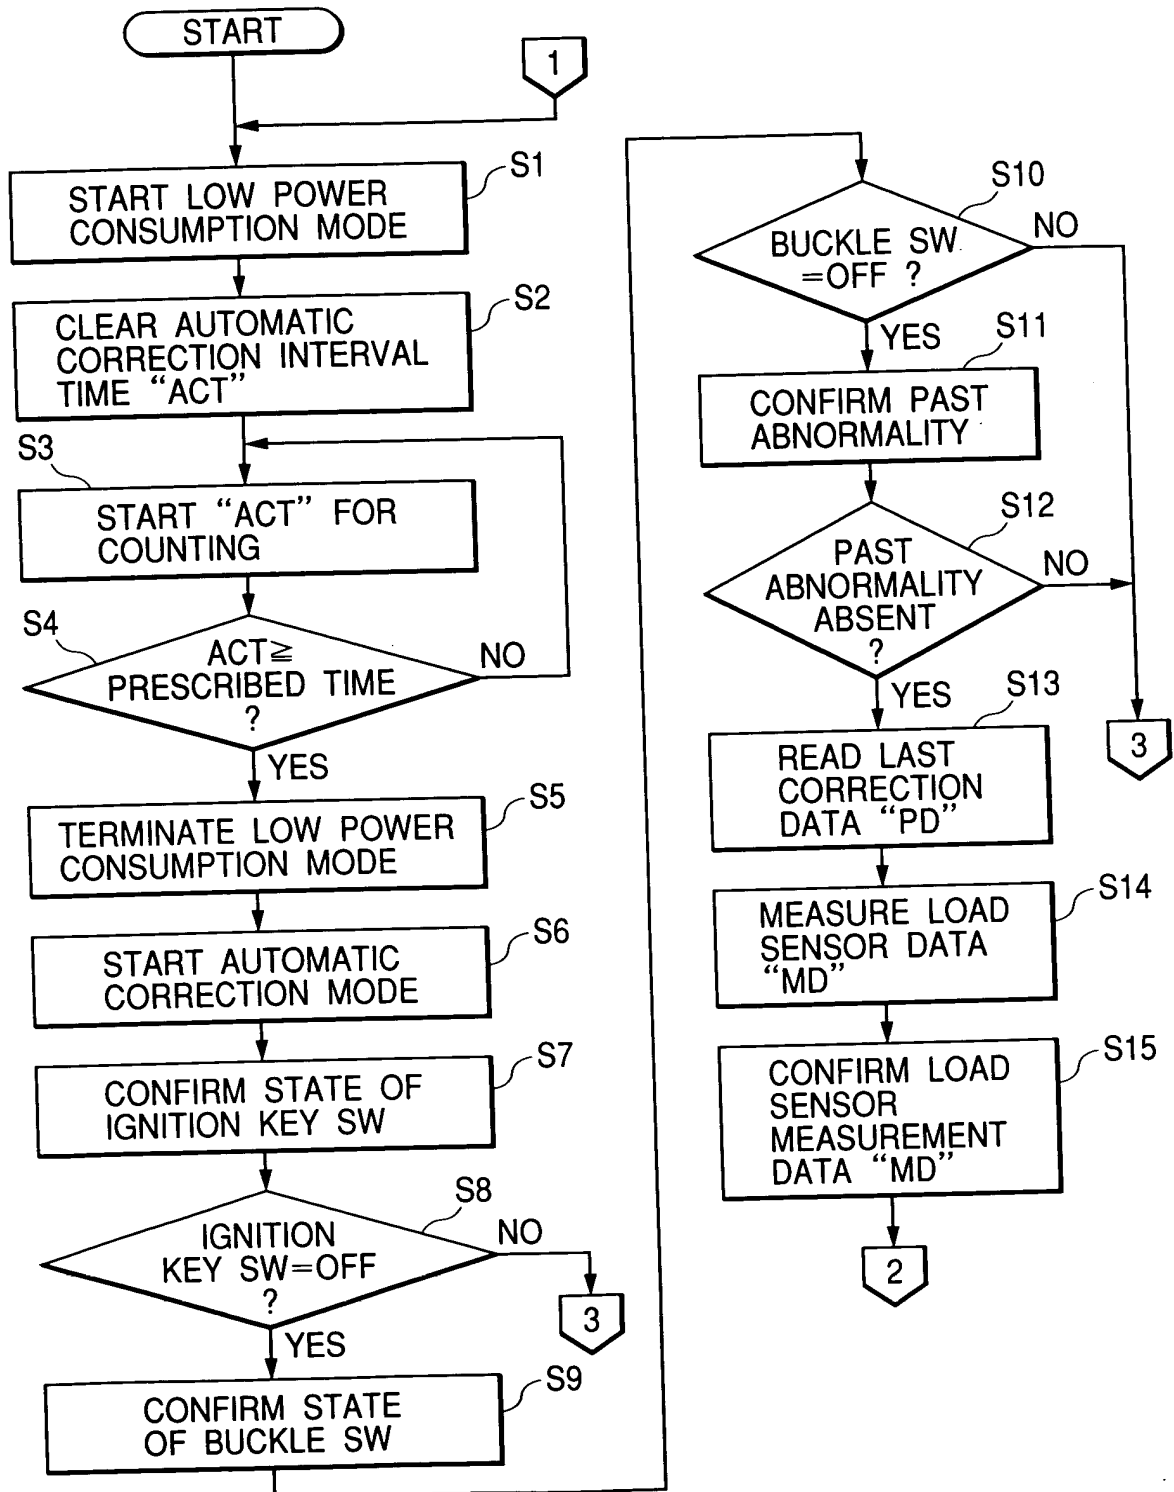 START
1
S1
START LOW POWER
CONSUMPTION MODE
S2
CLEAR AUTOMATIC
CORRECTION INTERVAL
TIME “ACT”
S3
START “ACT” FOR
COUNTING
S4
ACT≧
PRESCRIBED TIME
?
NO
YES
S5
TERMINATE LOW POWER
CONSUMPTION MODE
S6
START AUTOMATIC
CORRECTION MODE
S7
CONFIRM STATE OF
IGNITION KEY SW
S8
IGNITION
KEY SW=OFF
?
NO
3
YES
S9
CONFIRM STATE
OF BUCKLE SW
S10
BUCKLE SW
=OFF ?
NO
YES
S11
CONFIRM PAST
ABNORMALITY
S12
PAST
ABNORMALITY
ABSENT
?
NO
YES
3
S13
READ LAST
CORRECTION
DATA “PD”
S14
MEASURE LOAD
SENSOR DATA
“MD”
S15
CONFIRM LOAD
SENSOR
MEASUREMENT
DATA “MD”
2